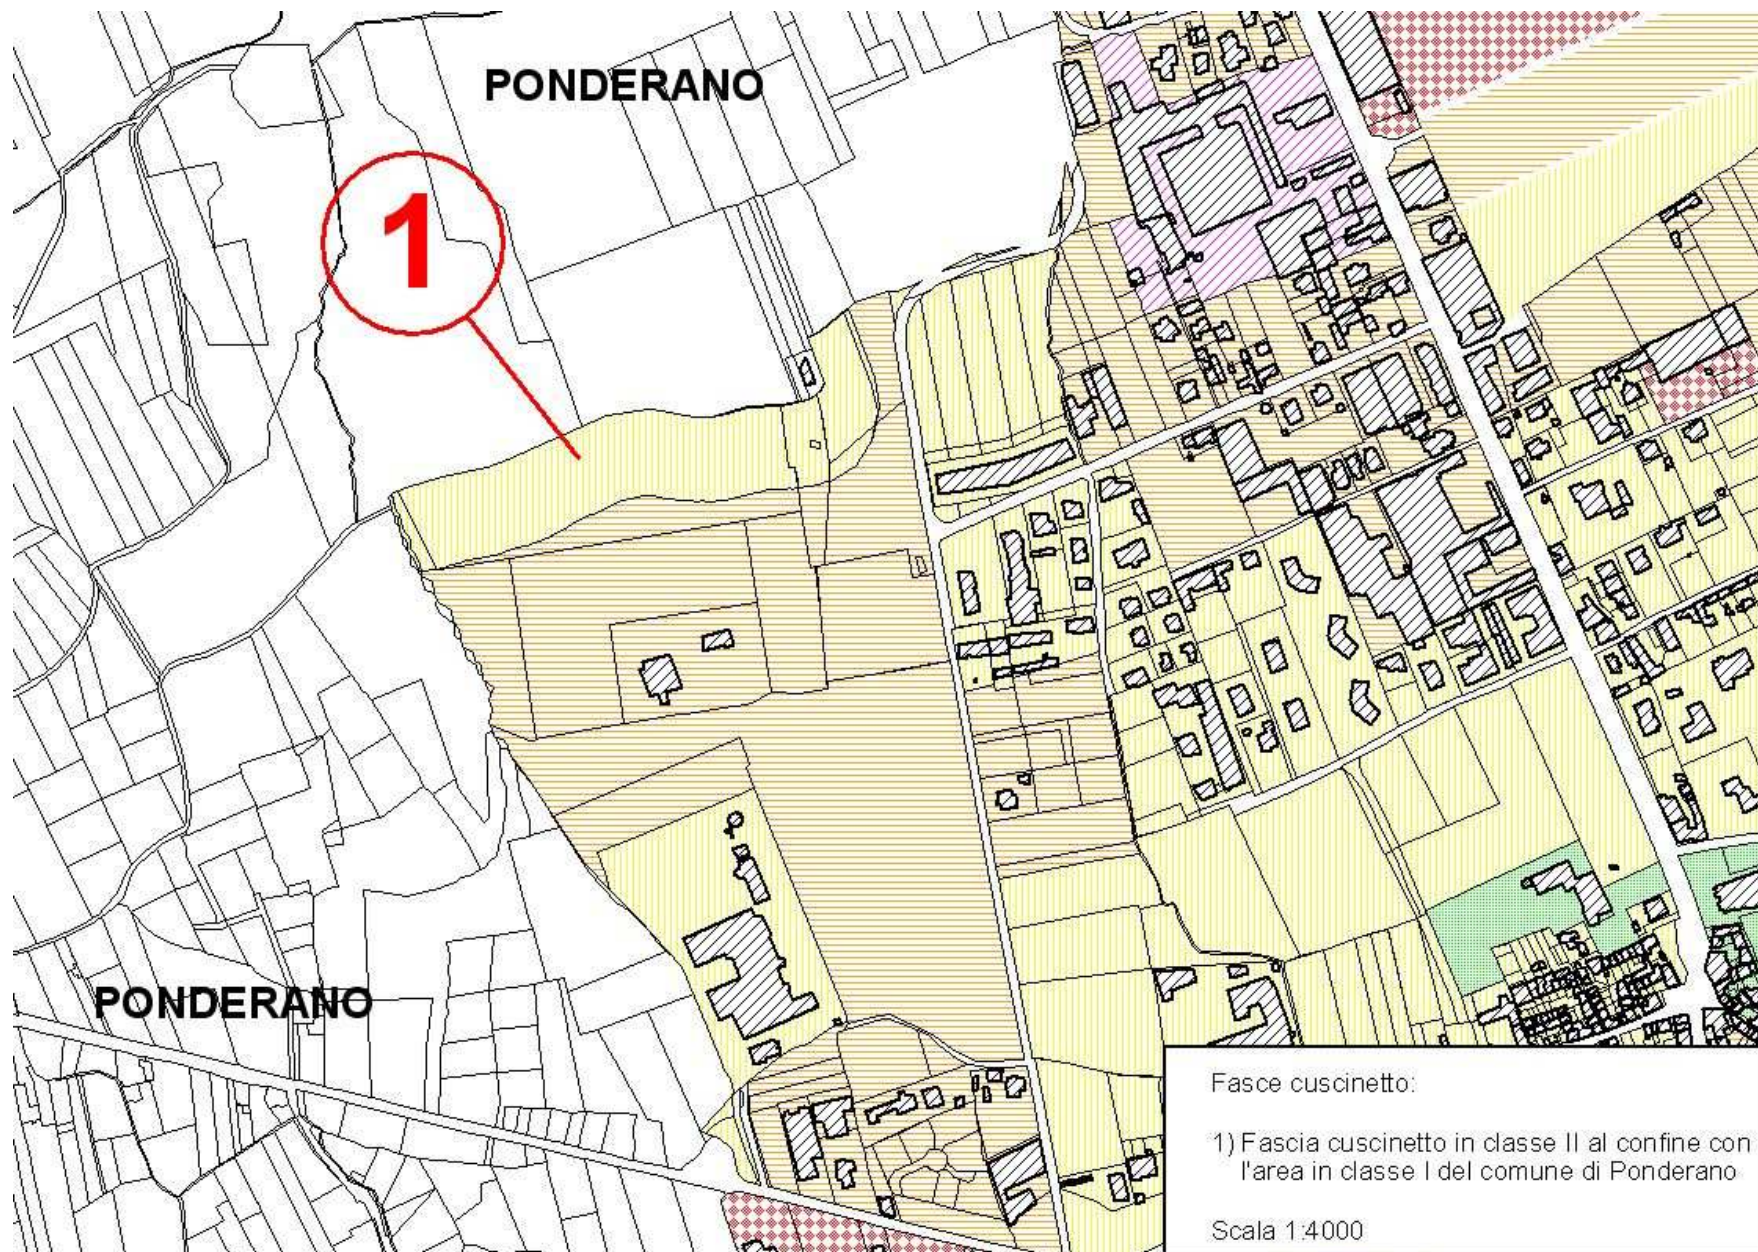 PONDERANO
1
PONDERANO
Fasce cuscinetto:
1) Fascia cuscinetto in classe II al confine con
l'area in classe I del comune di Ponderano
Scala 1:4000